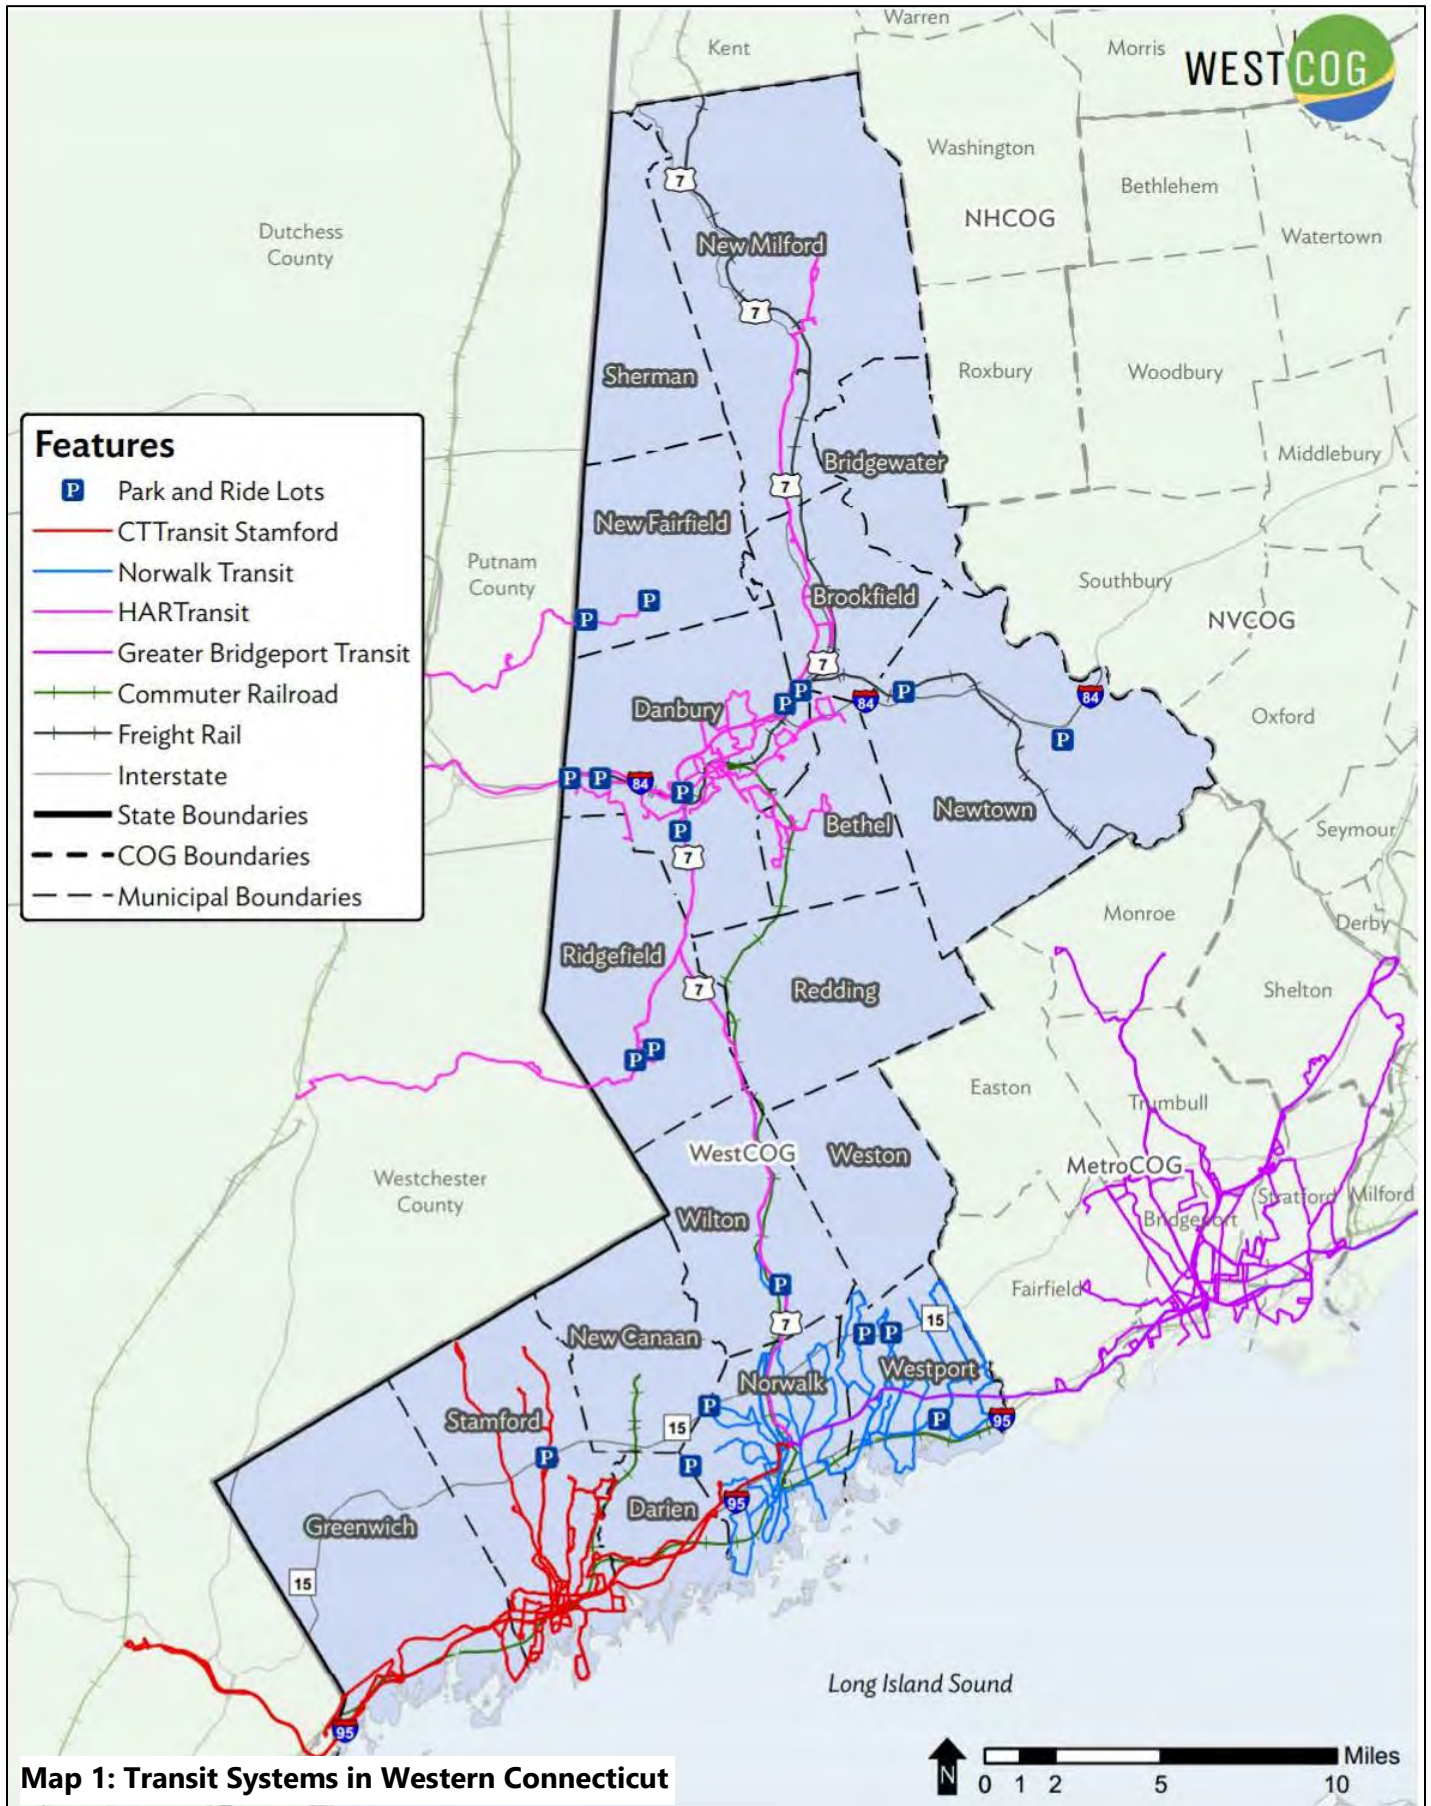 Warren
Kent
Morris
WESTCOG
Washington
Bethlehem
NHCOG
Dutchess
County
Watertown
7
New Milford
7
Sherman
Roxbury
Woodbury
Features
Park and Ride Lots
CTTransit Stamford
Norwalk Transit
HARTransit
Greater Bridgeport Transit
Commuter Railroad
Freight Rail
Interstate
State Boundaries
COG Boundaries
Municipal Boundaries
P
Middlebury
Bridgewater
7
New Fairfield
Putnam
County
Southbury
P
P
Brookfield
NVCOG
7
P
P
84
P
84
Danbury
Oxford
P
P
P
84
P
Newtown
Bethel
P
Seymour
7
Monroe
Derby
Ridgefield
7
Redding
Shelton
P
P
Easton
Trumbull
WestCOG
Weston
MetroCOG
Westchester
County
Stratford
Milford
Wilton
Bridgeport
P
Fairfield
7
15
P
P
New Canaan
Westport
Norwalk
P
Stamford
15
P
95
P
P
95
Darien
Greenwich
15
Long Island Sound
95
N
Miles
0 1 2 5 10
Map 1: Transit Systems in Western Connecticut